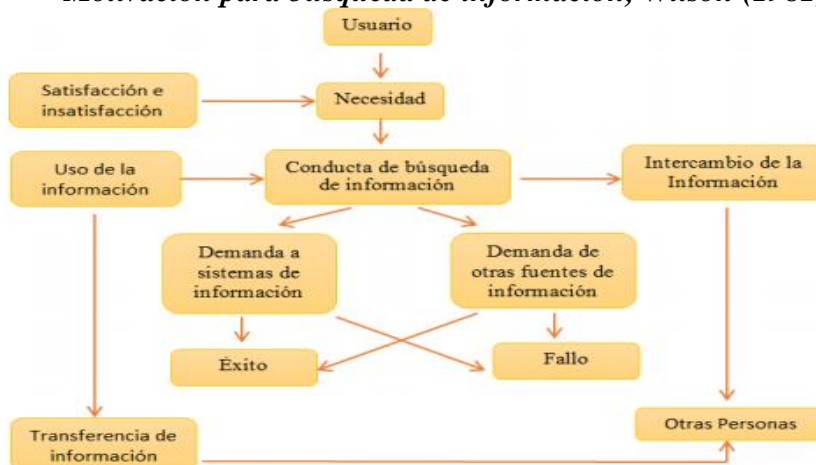 Motivación para búsqueda de información, Wilson (1981)
Usuario
Satisfacción e
insatisfacción
Necesidad
Uso de la
información
Conducta de búsqueda
de información
Intercambio de la
Información
Demanda a
sistemas de
información
Demanda de
otras fuentes de
información
Éxito
Fallo
Transferencia de
información
Otras Personas